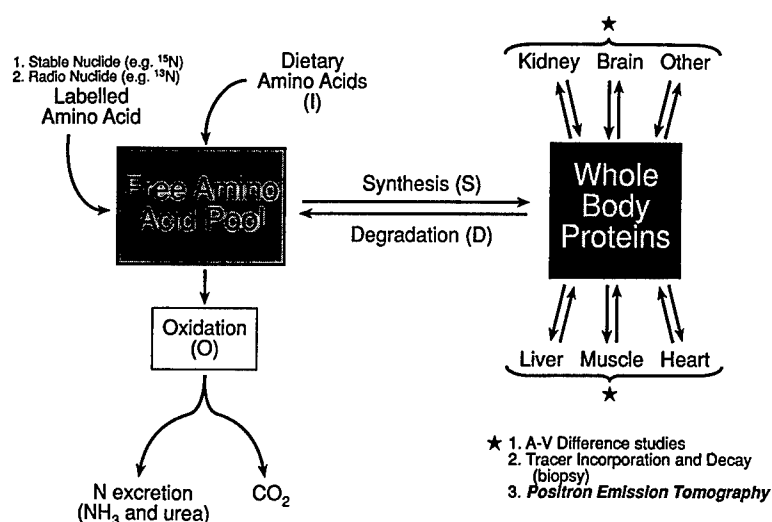 1. Stable Nuclide (e.g. ¹⁵N)
2. Radio Nuclide (e.g. ¹³N)
Labelled
Amino Acid
Dietary
Amino Acids
(I)
Free Amino
Acid Pool
Synthesis (S)
Degradation (D)
Oxidation
(O)
N excretion
(NH₃ and urea)
CO₂
★
Kidney Brain Other
Whole
Body
Proteins
Liver Muscle Heart
★
★ 1. A-V Difference studies
2. Tracer Incorporation and Decay
(biopsy)
3. Positron Emission Tomography